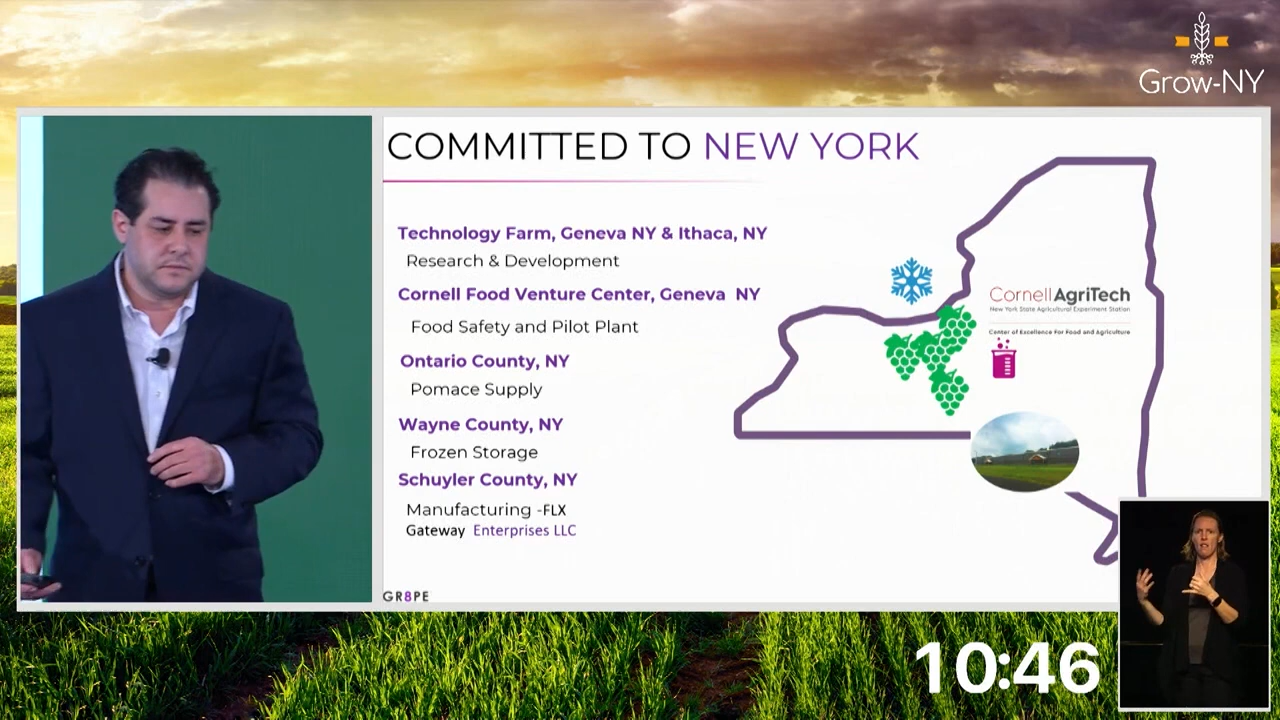 Grow-NY
COMMITTED TO NEW YORK
Technology Farm, Geneva NY & Ithaca, NY
Research & Development
Cornell Food Venture Center, Geneva NY
Food Safety and Pilot Plant
Ontario County, NY
Pomace Supply
Wayne County, NY
Frozen Storage
Schuyler County, NY
Manufacturing -FLX
Gateway Enterprises LLC
CornellAgriTech
New York State Agricultural Experiment Station
Center of Excellence For Food and Agriculture
GR8PE
10:46